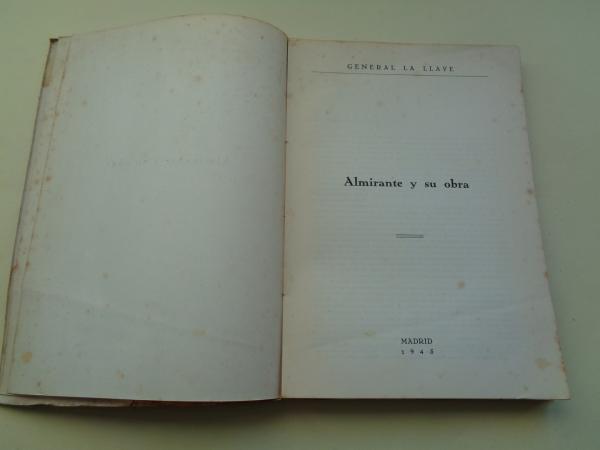 GENERAL LA LLAVE
Almirante y su obra
MADRID
1945